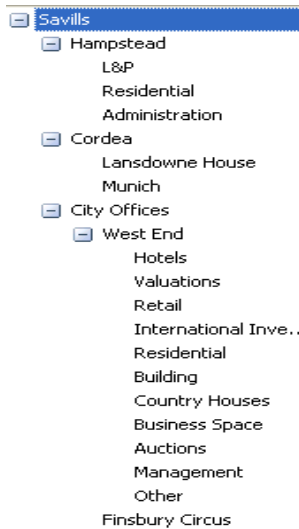 Savills
Hampstead
L&P
Residential
Administration
Cordea
Lansdowne House
Munich
City Offices
West End
Hotels
Valuations
Retail
International Inve..
Residential
Building
Country Houses
Business Space
Auctions
Management
Other
Finsbury Circus